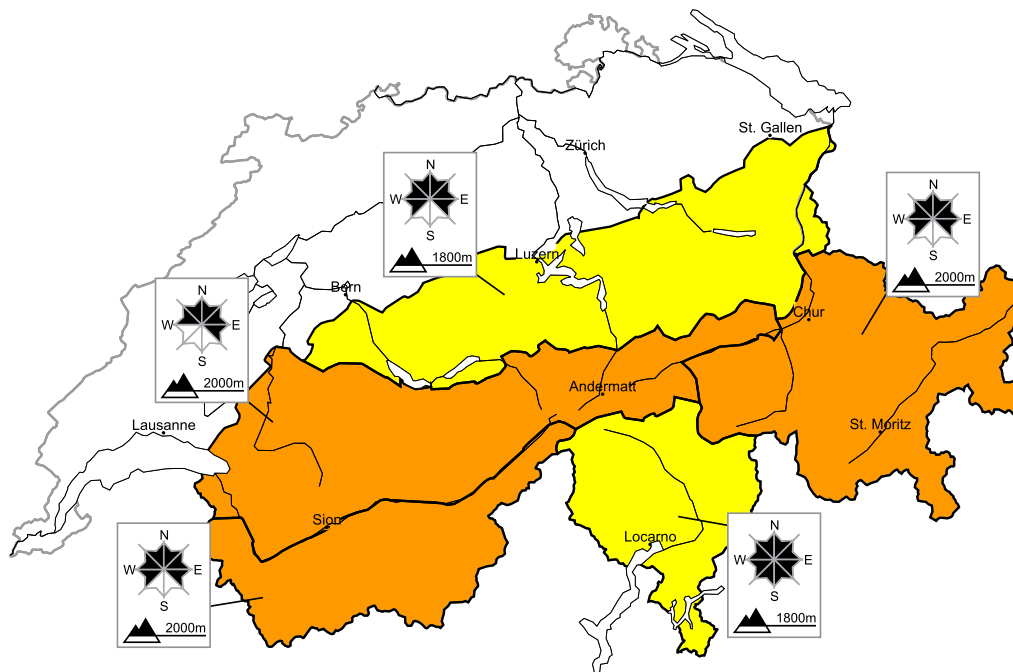 St. Gallen
Zürich
N
W E
S
1800m
N
W E
S
2000m
Luzern
Bern
N
W E
S
2000m
Chur
Andermatt
Lausanne
St. Moritz
Sion
Locarno
N
W E
S
2000m
N
W E
S
1800m